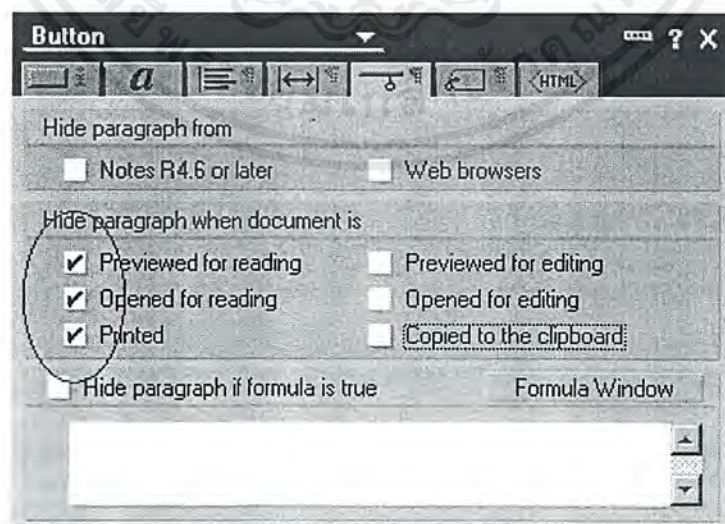 Button
? X
a <HTML>
Hide paragraph from
Notes R4.6 or later Web browsers
Hide paragraph when document is
Previewed for reading Previewed for editing
Opened for reading Opened for editing
Printed Copied to the clipboard
Hide paragraph if formula is true Formula Window